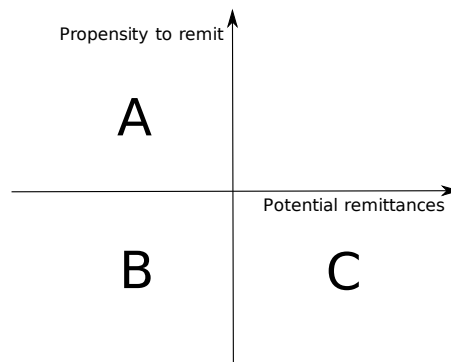 Propensity to remit
A
Potential remittances
B
C